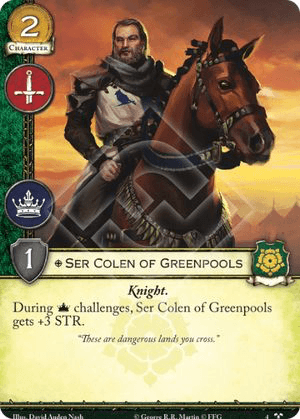 2
CHARACTER
1
SER COLEN OF GREENPOOLS
Knight.
During challenges, Ser Colen of Greenpools
gets +3 STR.
"These are dangerous lands you cross."
Illus. David Auden Nash © George R.R. Martin © FFG 4